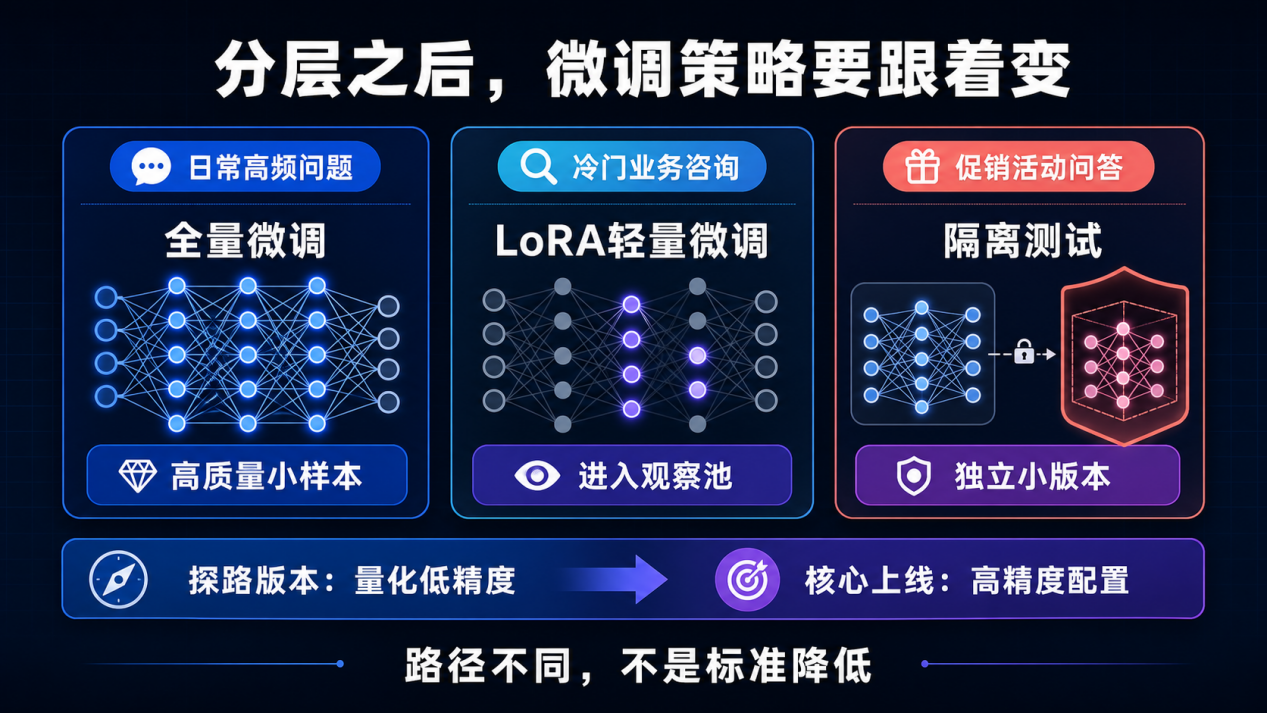 分层之后，微调策略要跟着变
日常高频问题
全量微调
高质量小样本
冷门业务咨询
LoRA轻量微调
进入观察池
促销活动问答
隔离测试
独立小版本
探路版本：量化低精度
核心上线：高精度配置
路径不同，不是标准降低